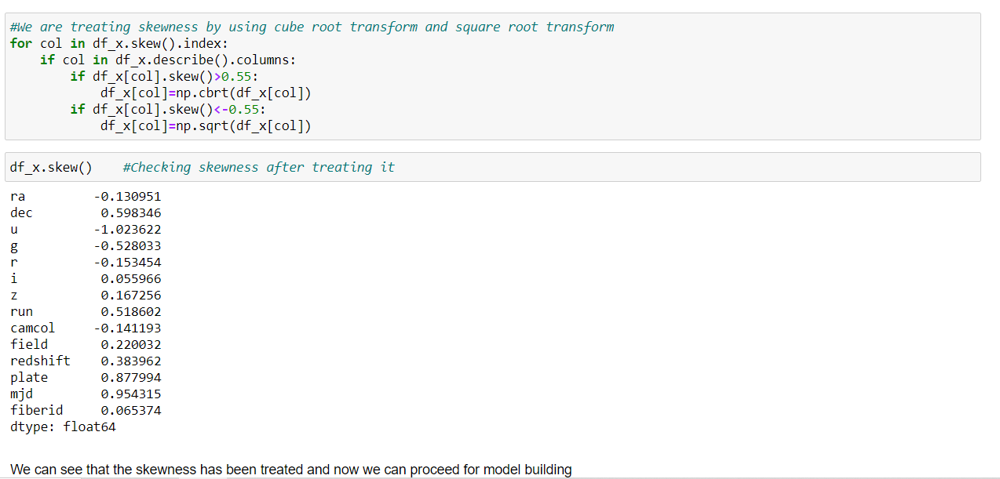 #We are treating skewness by using cube root transform and square root transform
for col in df_x.skew().index:
    if col in df_x.describe().columns:
        if df_x[col].skew()>0.55:
            df_x[col]=np.cbrt(df_x[col])
        if df_x[col].skew()<-0.55:
            df_x[col]=np.sqrt(df_x[col])
df_x.skew()    #Checking skewness after treating it
ra         -0.130951
dec         0.598346
u          -1.023622
g          -0.528033
r          -0.153454
i           0.055966
z           0.167256
run         0.518602
camcol     -0.141193
field       0.220032
redshift    0.383962
plate       0.877994
mjd         0.954315
fiberid     0.065374
dtype: float64
We can see that the skewness has been treated and now we can proceed for model building